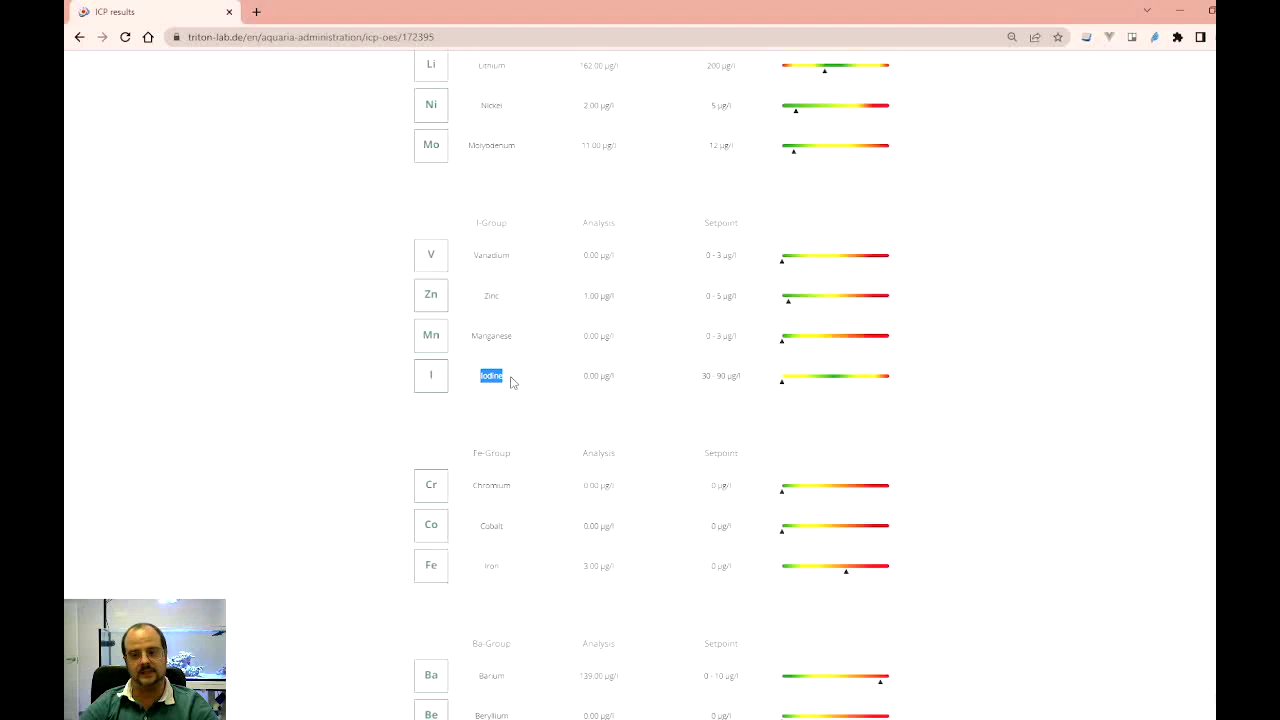 ICP results
triton-lab.de/en/aquaria-administration/icp-oes/172395
Li Lithium 162.00 µg/l 200 µg/l
Ni Nickel 2.00 µg/l 5 µg/l
Mo Molybdenum 11.00 µg/l 12 µg/l
I-Group Analysis Setpoint
V Vanadium 0.00 µg/l 0 - 3 µg/l
Zn Zinc 1.00 µg/l 0 - 5 µg/l
Mn Manganese 0.00 µg/l 0 - 3 µg/l
I Iodine 0.00 µg/l 30 - 90 µg/l
Fe-Group Analysis Setpoint
Cr Chromium 0.00 µg/l 0 µg/l
Co Cobalt 0.00 µg/l 0 µg/l
Fe Iron 3.00 µg/l 0 µg/l
Ba-Group Analysis Setpoint
Ba Barium 139.00 µg/l 0 - 10 µg/l
Be Beryllium 0.00 µg/l 0 µg/l